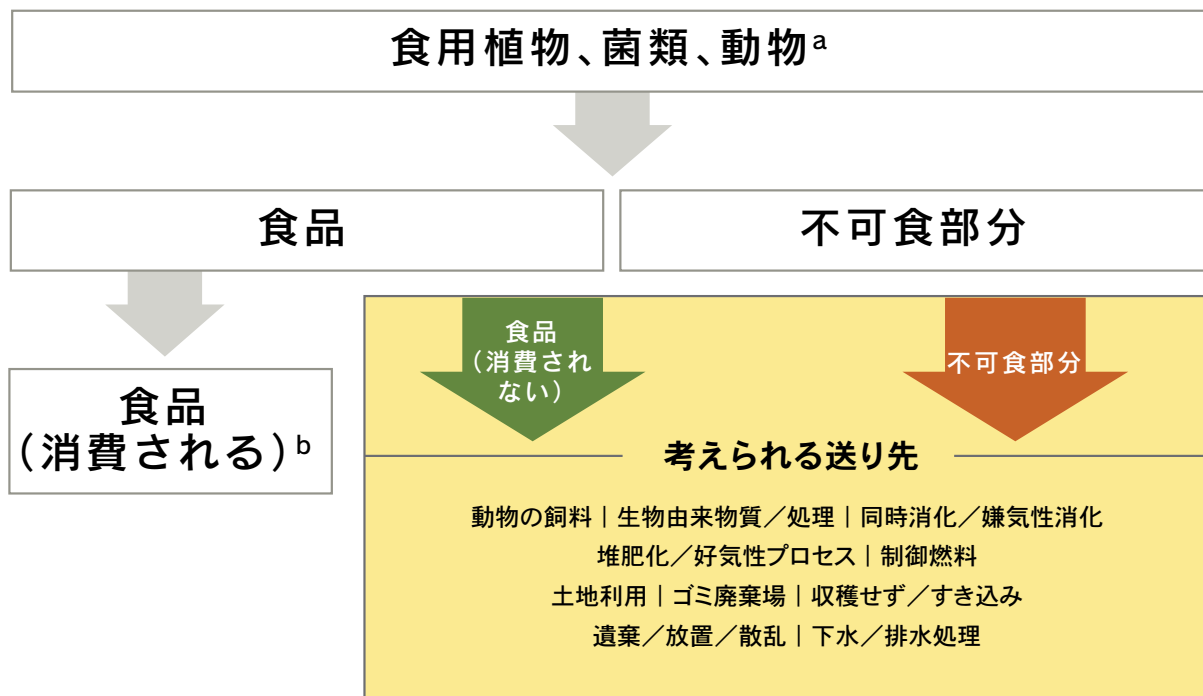 食用植物、菌類、動物a
食品
不可食部分
食品
（消費され
ない）
不可食部分
食品
（消費される）b
考えられる送り先
動物の飼料｜生物由来物質／処理｜同時消化／嫌気性消化
堆肥化／好気性プロセス｜制御燃料
土地利用｜ゴミ廃棄場｜収穫せず／すき込み
遺棄／放置／散乱｜下水／排水処理